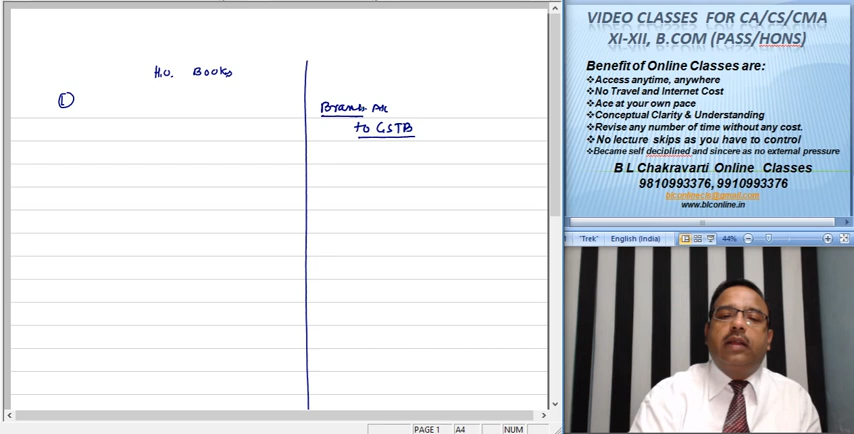 H.O. Books
①
Branch A/c
to GSTB
VIDEO CLASSES FOR CA/CS/CMA
XI-XII, B.COM (PASS/HONS)
Benefit of Online Classes are:
❖Access anytime, anywhere
❖No Travel and Internet Cost
❖Ace at your own pace
❖Conceptual Clarity & Understanding
❖Revise any number of time without any cost.
❖No lecture skips as you have to control
❖Became self deciplined and sincere as no external pressure
B L Chakravarti Online Classes
9810993376, 9910993376
www.blconline.in
"Trek" English (India) 44%
PAGE 1 A4 NUM